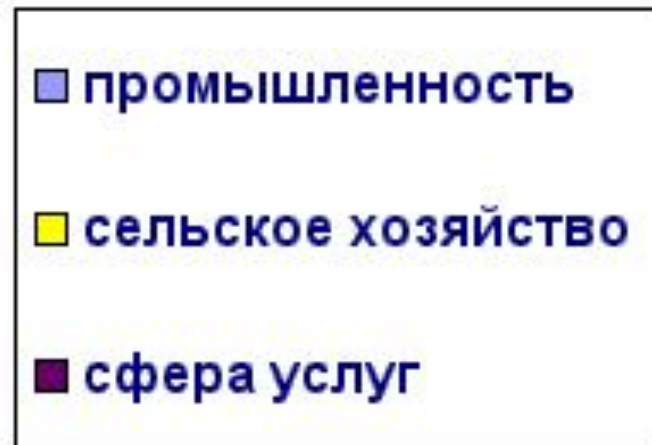 промышленность
сельское хозяйство
сфера услуг